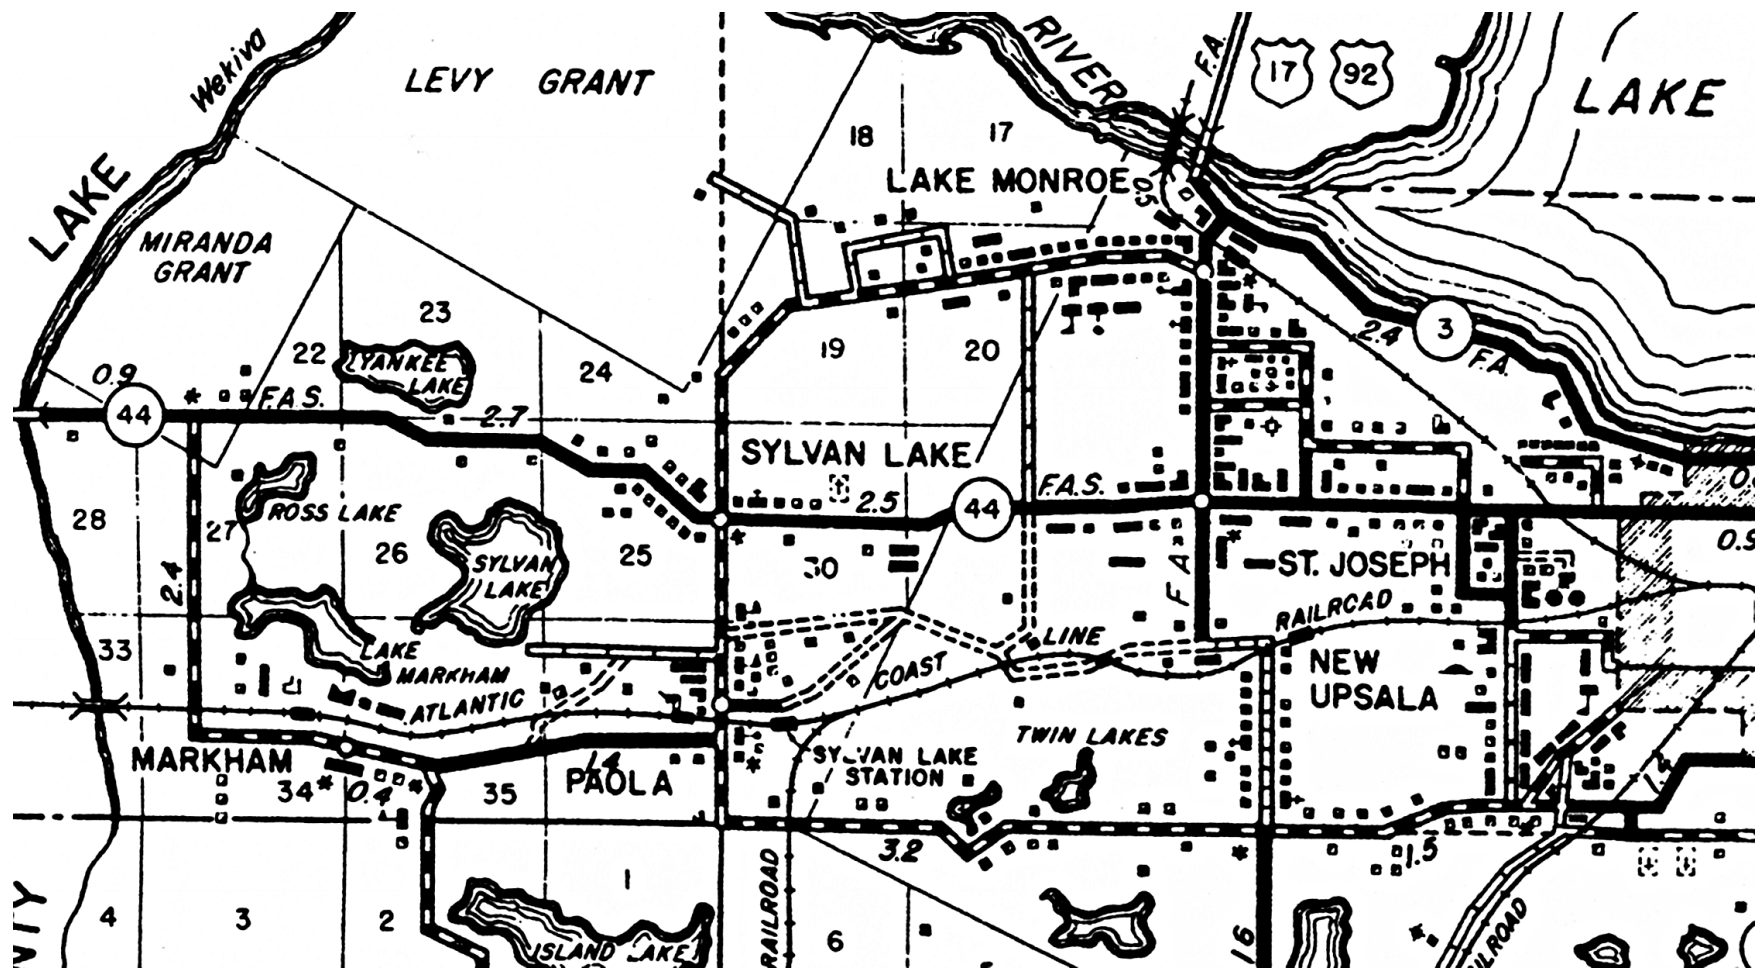 Wekiva
LEVY GRANT
RIVER
F.A.
17
92
LAKE
18
17
LAKE MONROE
0.5
LAKE
MIRANDA
GRANT
23
22
YANKEE
LAKE
24
19
20
2.4
3
F.A.
0.9
44
F.A.S.
2.7
SYLVAN LAKE
F.A.S.
2.5
44
28
27
ROSS LAKE
26
SYLVAN
LAKE
25
30
0.9
ST. JOSEPH
F A
2.4
RAILROAD
LINE
COAST
ATLANTIC
33
LAKE
MARKHAM
NEW
UPSALA
TWIN LAKES
MARKHAM
SYLVAN LAKE
STATION
1.4
PAOLA
34
0.4
35
3.2
1.5
RAILROAD
1
4
3
2
6
ISLAND LAKE